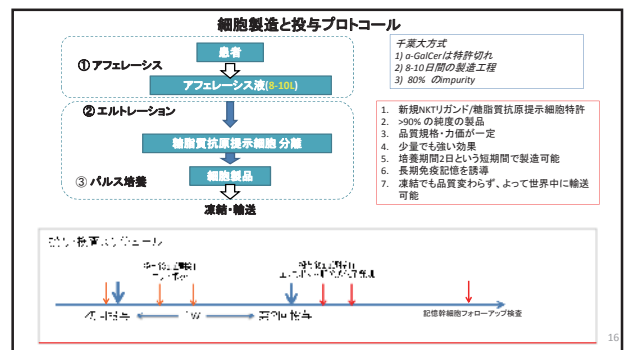 細胞製造と投与プロトコール
患者
① アフェレーシス
アフェレーシス液(8-10L)
② エルトレーション
糖脂質抗原提示細胞 分離
細胞製品
③ パルス培養
凍結・輸送
千葉大方式
1) α-GalCerは特許切れ
2) 8-10日間の製造工程
3) 80% のimpurity
1. 新規NKTリガンド/糖脂質抗原提示細胞特許
2. >90% の純度の製品
3. 品質規格・力価が一定
4. 少量でも強い効果
5. 培養期間2日という短期間で製造可能
6. 長期免疫記憶を誘導
7. 凍結でも品質変わらず、よって世界中に輸送
可能
記憶幹細胞フォローアップ検査
16